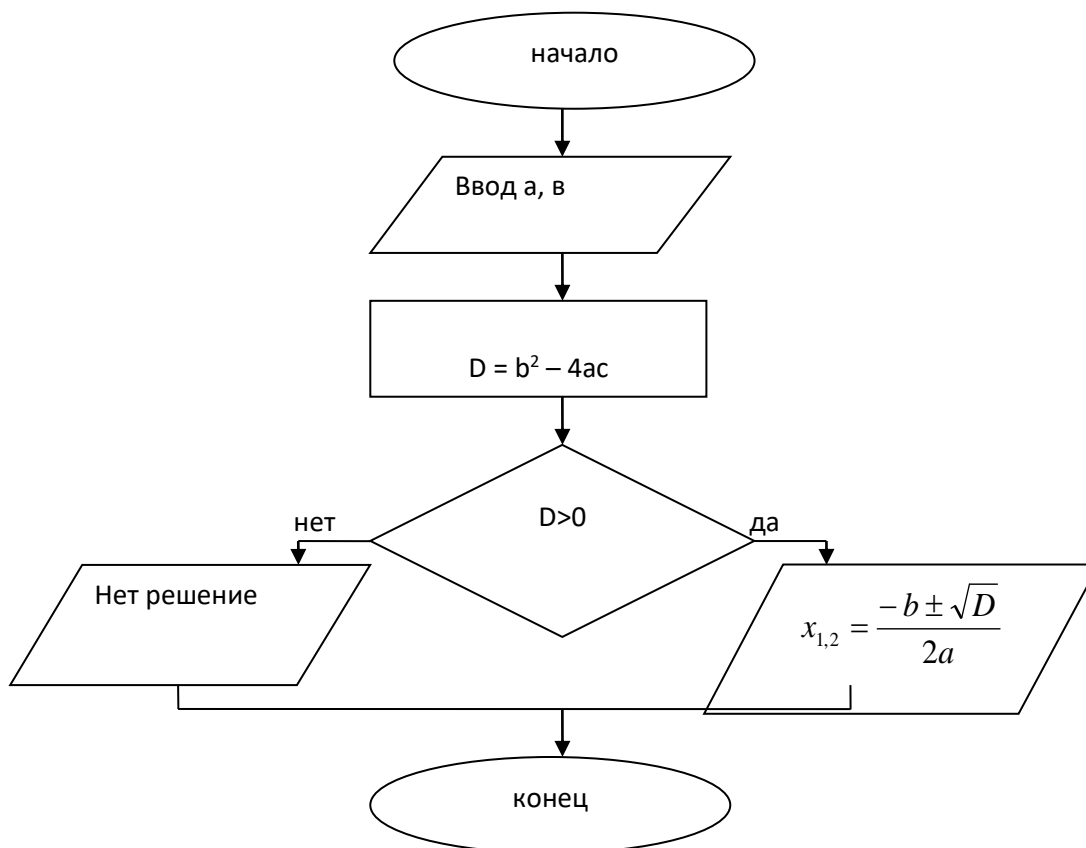 начало
Ввод а, в
D = b² – 4ac
D>0
нет
да
Нет решение
x₁,₂ = (-b ± √D) / 2a
конец